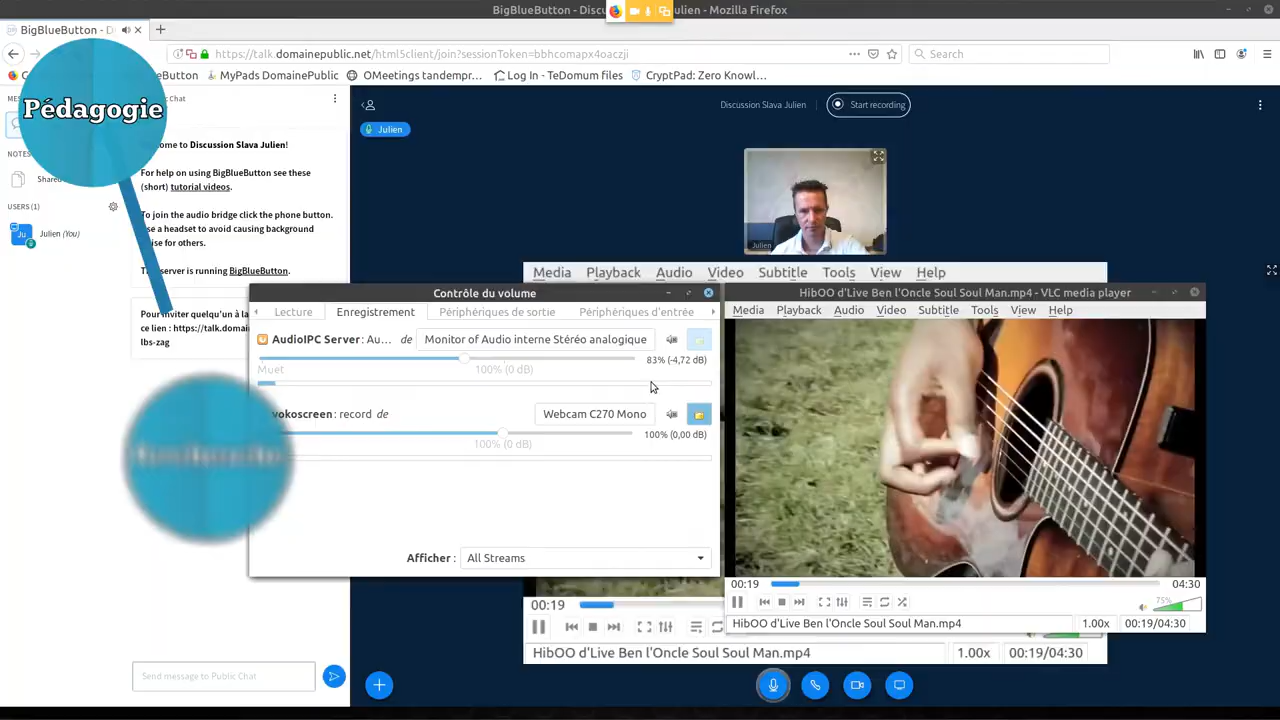 BigBlueButton - Disc
ulien - Mozilla Firefox
BigBlueButton - D
https://talk.domainepublic.net/html5client/join?sessionToken=bbhcomapx4oaczji
Search
Button
MyPads DomainePublic
OMeetings tandempr…
Log in - TeDomum files
CryptPad: Zero Knowl…
Pédagogie
Chat
NOTES
Shared
USERS (1)
Ju
Julien (You)
Discussion Slava Julien!
For help on using BigBlueButton see these
(short) tutorial videos.
To join the audio bridge click the phone button.
se a headset to avoid causing background
ise for others.
server is running BigBlueButton.
Pour inviter quelqu'un à la
ce lien : https://talk.domai
lbs-zag
Send message to Public Chat
Discussion Slava Julien
Start recording
Julien
Julien
Media Playback Audio Video Subtitle Tools View Help
Contrôle du volume
Lecture
Enregistrement
Périphériques de sortie
Périphériques d'entrée
AudioIPC Server : Au… de
Monitor of Audio interne Stéréo analogique
83% (-4,72 dB)
Muet
100% (0 dB)
vokoscreen : record de
Webcam C270 Mono
100% (0,00 dB)
100% (0 dB)
Afficher :
All Streams
HibOO d'Live Ben l'Oncle Soul Soul Man.mp4 - VLC media player
Media Playback Audio Video Subtitle Tools View Help
00:19
04:30
75%
HibOO d'Live Ben l'Oncle Soul Soul Man.mp4
1.00x
00:19/04:30
00:19
HibOO d'Live Ben l'Oncle Soul Soul Man.mp4
1.00x
00:19/04:30